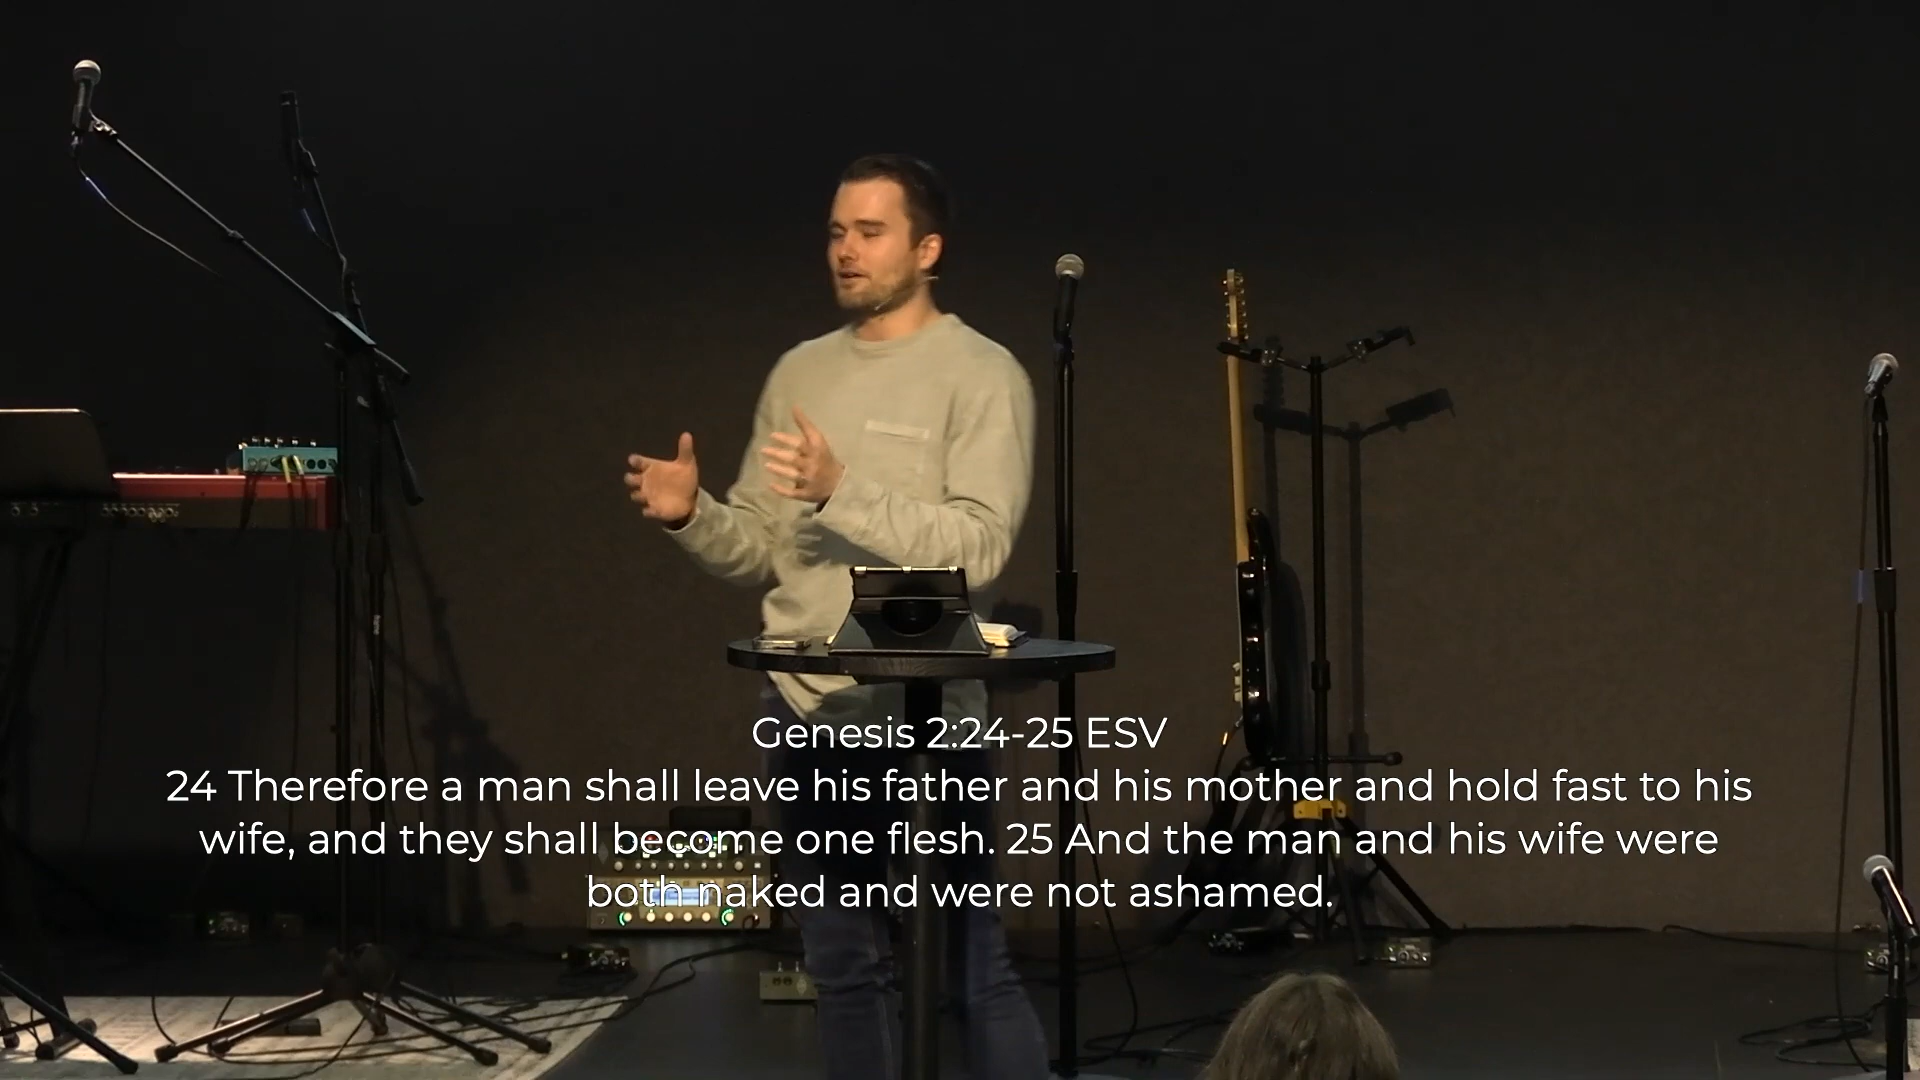 Genesis 2:24-25 ESV
24 Therefore a man shall leave his father and his mother and hold fast to his
wife, and they shall become one flesh. 25 And the man and his wife were
both naked and were not ashamed.